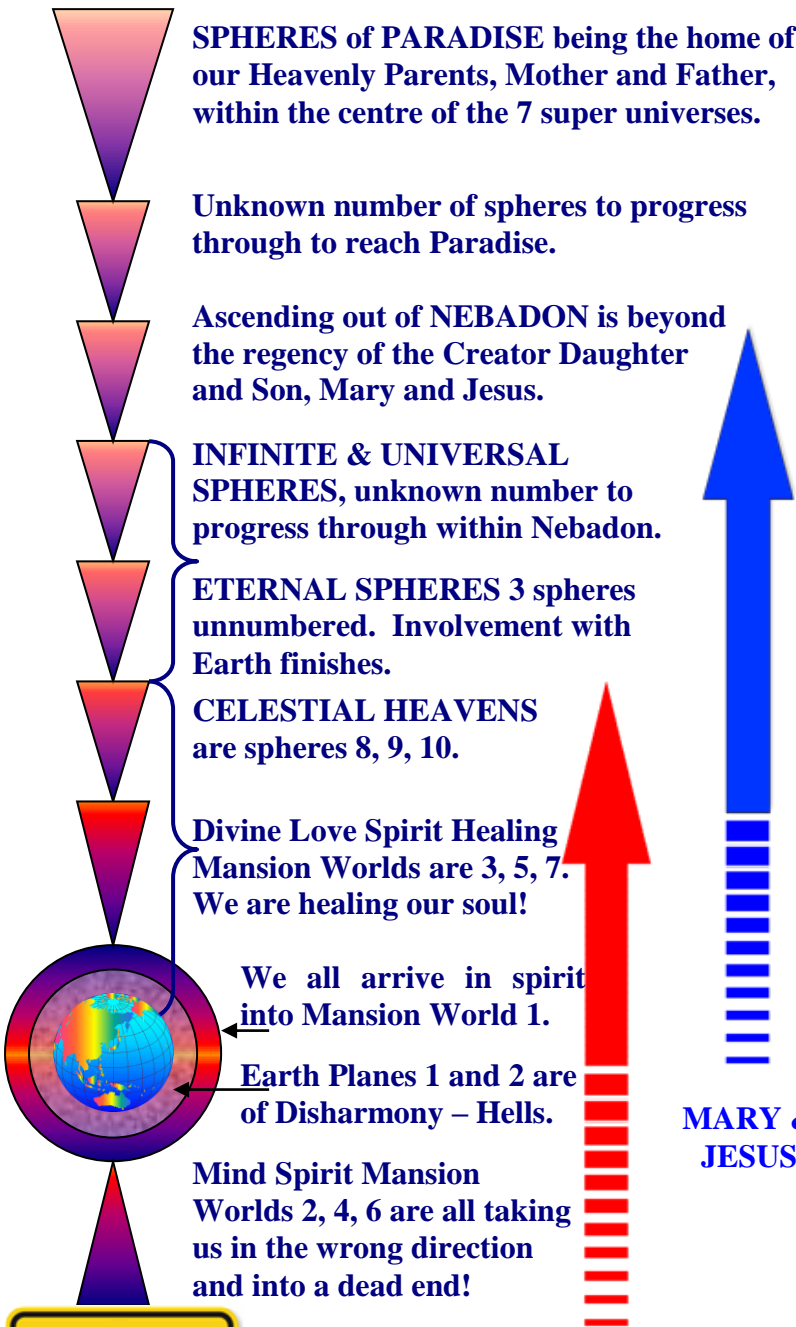 SPHERES of PARADISE being the home of
our Heavenly Parents, Mother and Father,
within the centre of the 7 super universes.
Unknown number of spheres to progress
through to reach Paradise.
Ascending out of NEBADON is beyond
the regency of the Creator Daughter
and Son, Mary and Jesus.
INFINITE & UNIVERSAL
SPHERES, unknown number to
progress through within Nebadon.
ETERNAL SPHERES 3 spheres
unnumbered. Involvement with
Earth finishes.
CELESTIAL HEAVENS
are spheres 8, 9, 10.
Divine Love Spirit Healing
Mansion Worlds are 3, 5, 7.
We are healing our soul!
We all arrive in spirit
into Mansion World 1.
Earth Planes 1 and 2 are
of Disharmony – Hells.
MARY
JESUS
Mind Spirit Mansion
Worlds 2, 4, 6 are all taking
us in the wrong direction
and into a dead end!